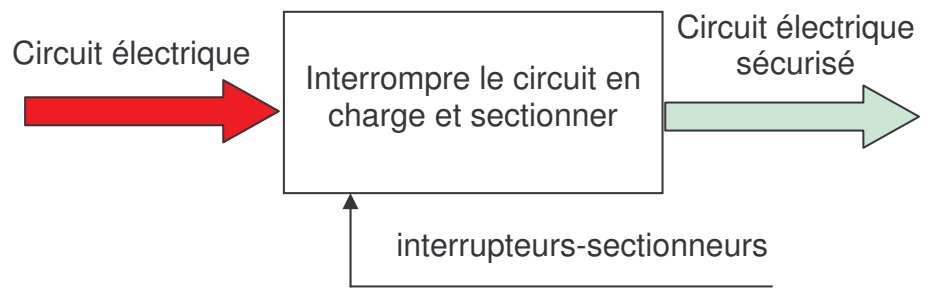 Circuit électrique
Interrompre le circuit en
charge et sectionner
Circuit électrique
sécurisé
interrupteurs-sectionneurs